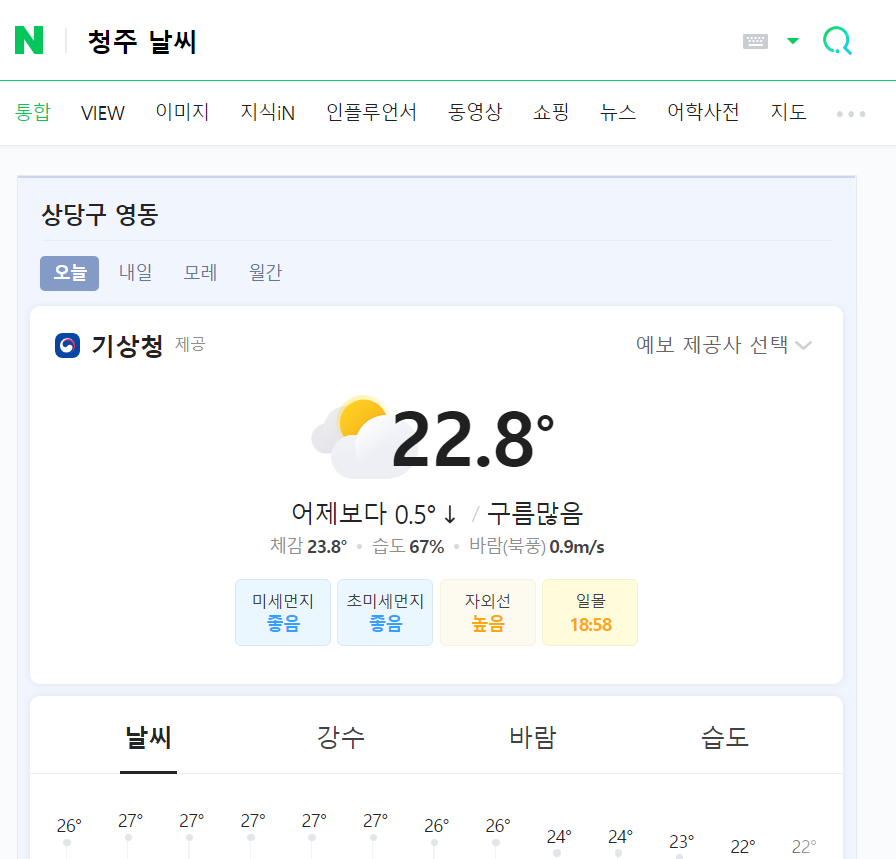 N 청주 날씨
통합 VIEW 이미지 지식iN 인플루언서 동영상 쇼핑 뉴스 어학사전 지도
상당구 영동
오늘 내일 모레 월간
기상청 제공 예보 제공사 선택
22.8°
어제보다 0.5° ↓ / 구름많음
체감 23.8° • 습도 67% • 바람(북풍) 0.9m/s
미세먼지 초미세먼지 자외선 일몰
좋음 좋음 높음 18:58
날씨 강수 바람 습도
26° 27° 27° 27° 27° 27° 26° 26° 24° 24° 23° 22° 22°